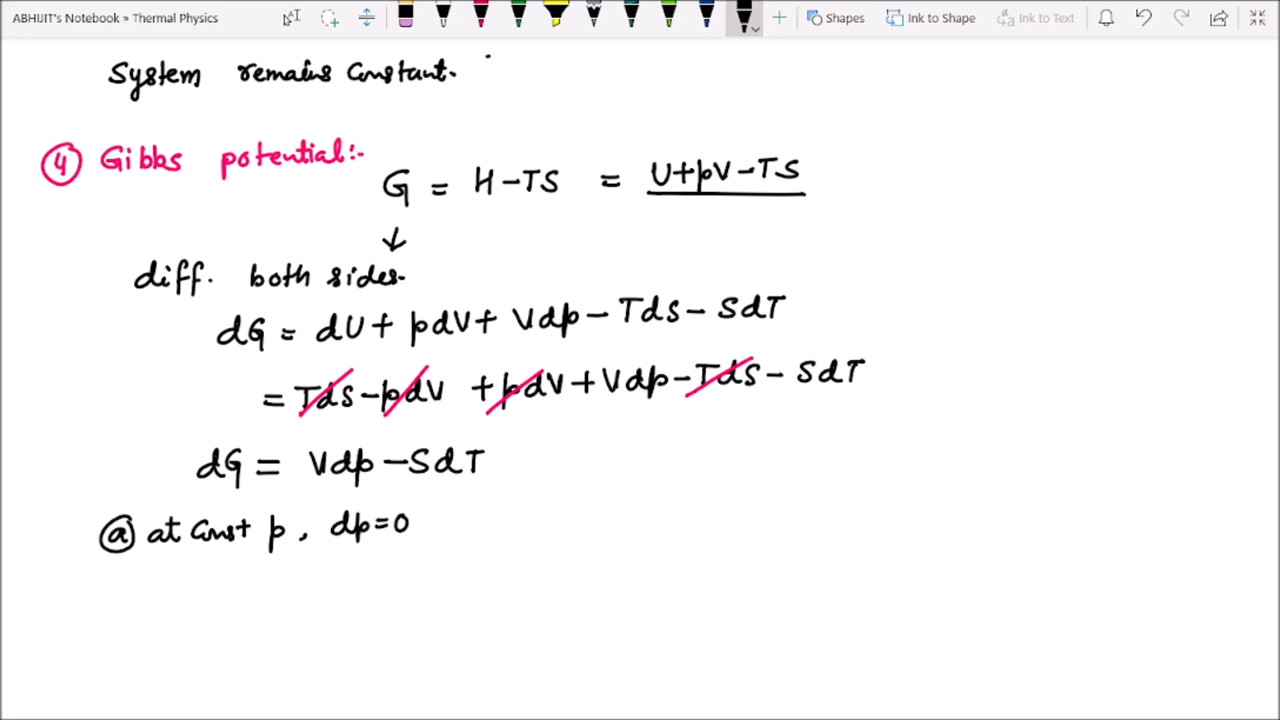 ABHIJIT's Notebook » Thermal Physics
Shapes
Ink to Shape
Ink to Text
System remains Constant.
④ Gibbs potential:-
G = H-TS = U+pV-TS
↓
diff. both sides.
dG = dU + pdV + Vdp - Tds - SdT
= Tds - pdV + pdV + Vdp - Tds - SdT
dG = Vdp - SdT
ⓐ at Const p, dp=0